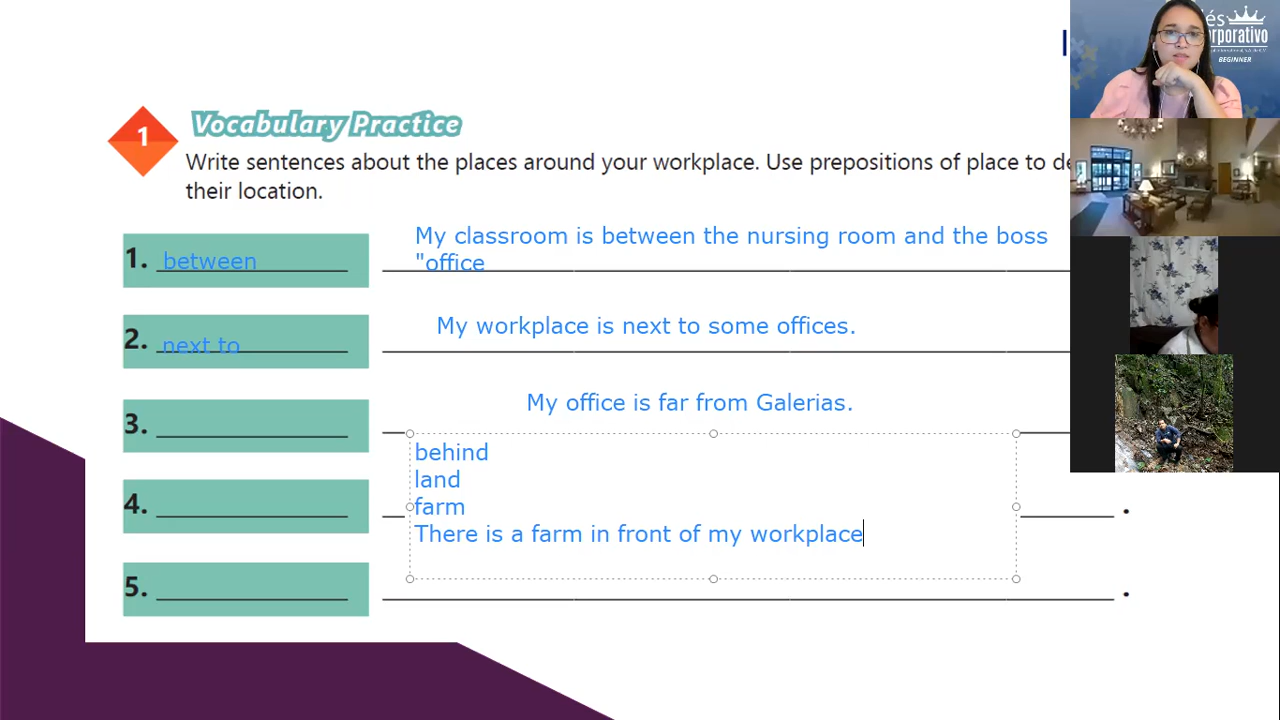 és
rporativo
BEGINNER
1
Vocabulary Practice
Write sentences about the places around your workplace. Use prepositions of place to de
their location.
1. between
My classroom is between the nursing room and the boss
"office
2. next to
My workplace is next to some offices.
3.
My office is far from Galerias.
behind
land
farm
4.
There is a farm in front of my workplace
.
5.
.